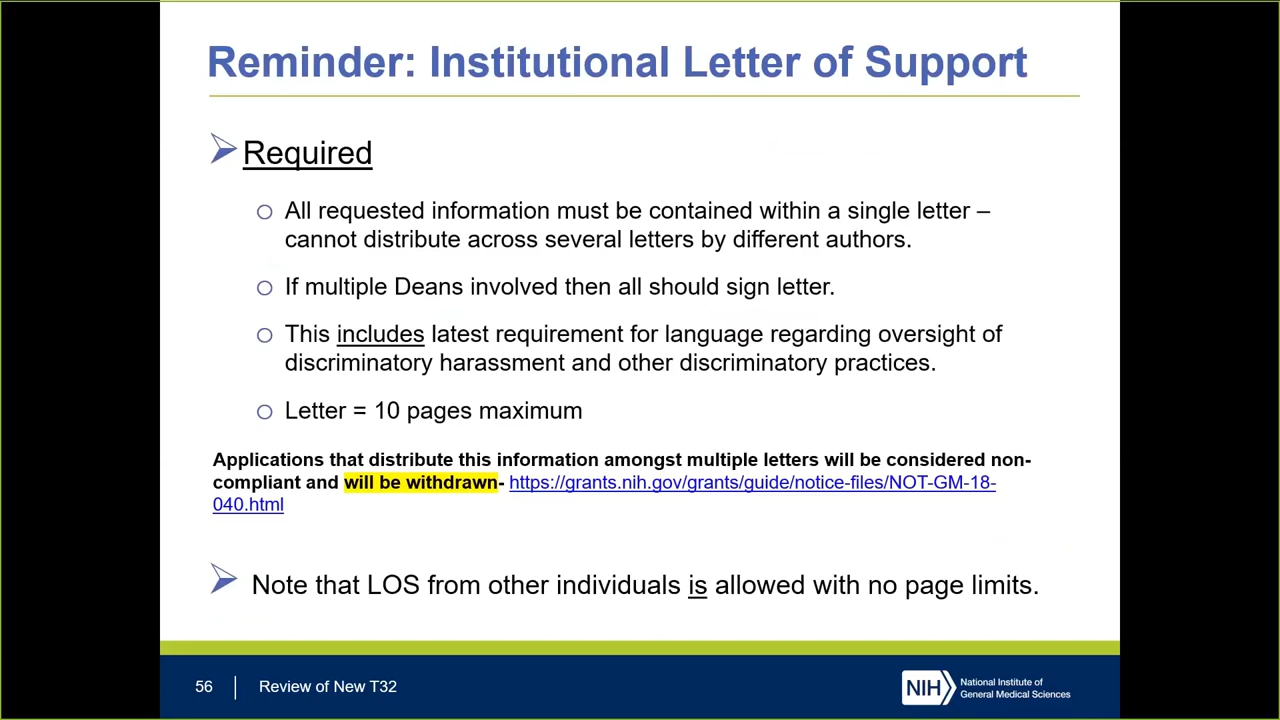 Reminder: Institutional Letter of Support
Required
All requested information must be contained within a single letter –
cannot distribute across several letters by different authors.
If multiple Deans involved then all should sign letter.
This includes latest requirement for language regarding oversight of
discriminatory harassment and other discriminatory practices.
Letter = 10 pages maximum
Applications that distribute this information amongst multiple letters will be considered non-
compliant and will be withdrawn- https://grants.nih.gov/grants/guide/notice-files/NOT-GM-18-
040.html
Note that LOS from other individuals is allowed with no page limits.
56 Review of New T32
NIH National Institute of
General Medical Sciences